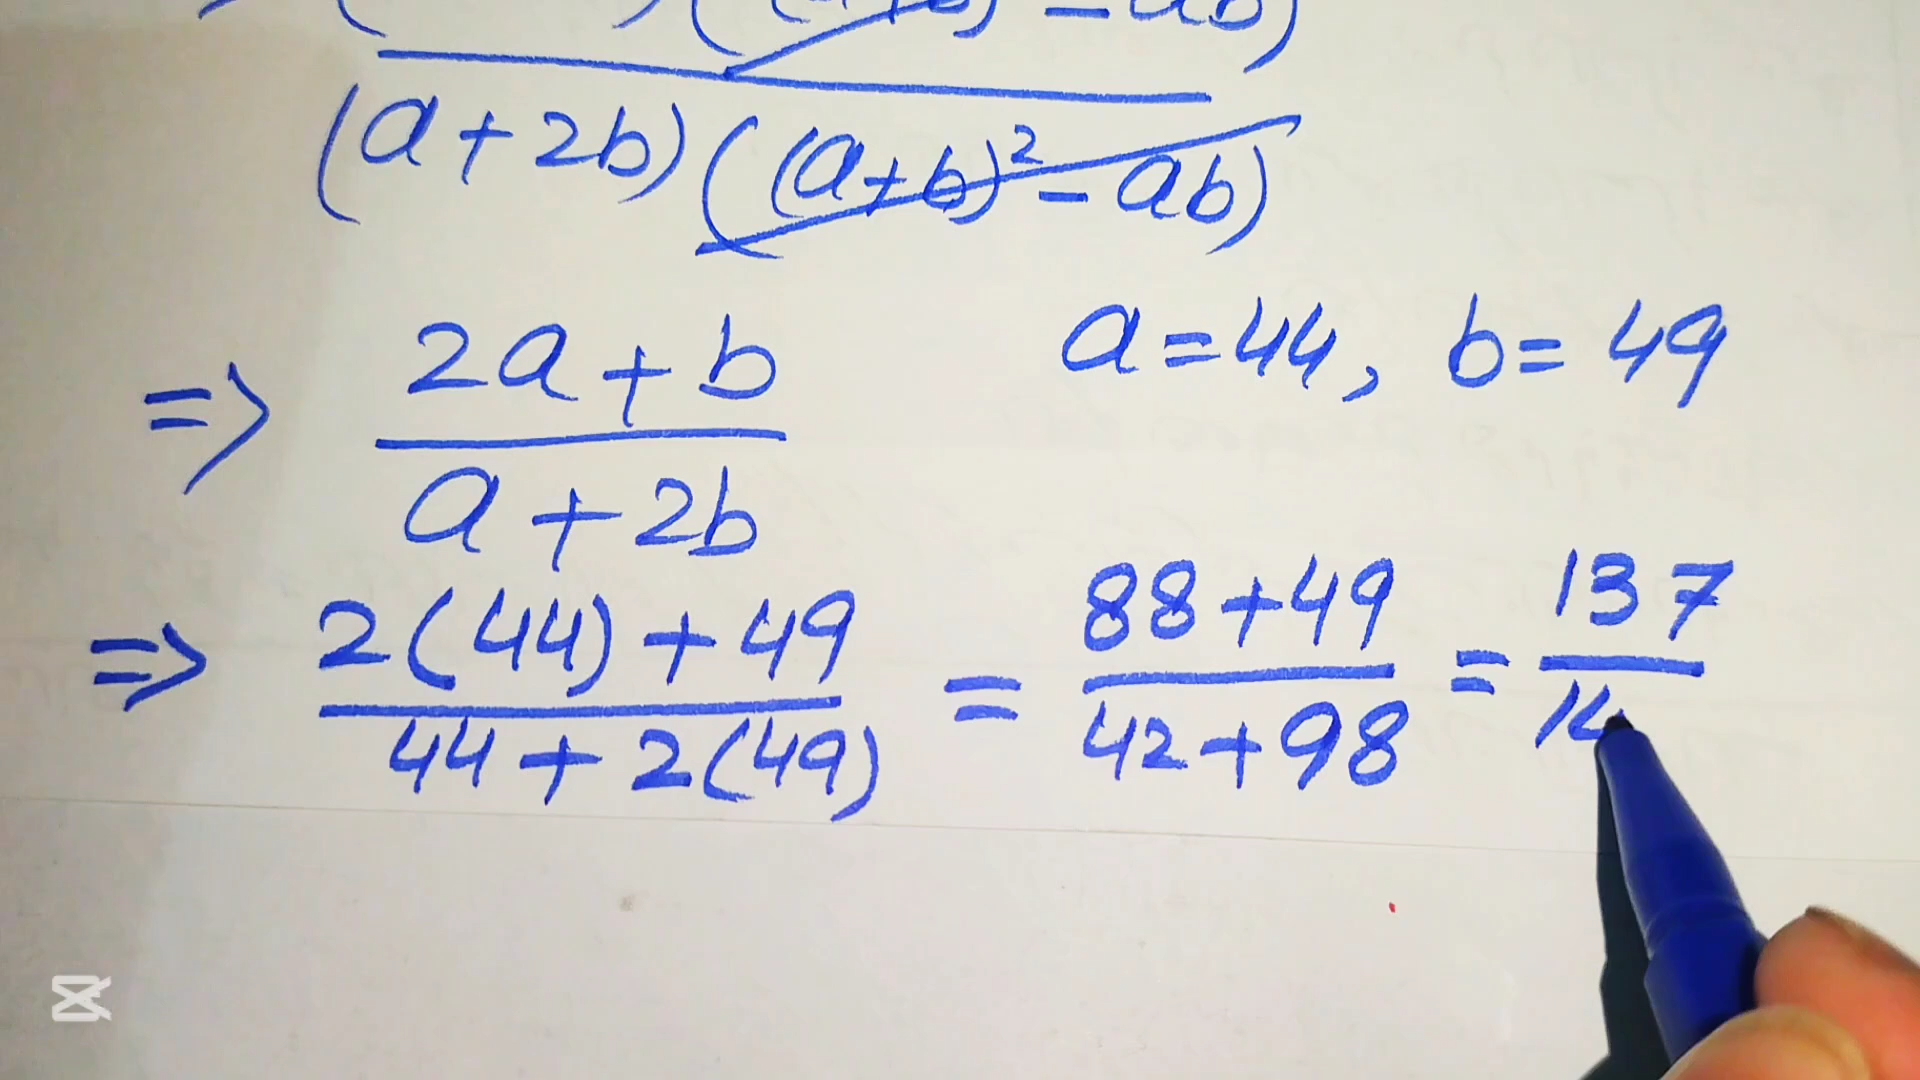 (a+b) - ab)
(a + 2b) ((a+b)² - ab)
2a + b
a = 44, b = 49
=>
a + 2b
=> 2(44) + 49 = 88 + 49 = 137
44 + 2(49) 42 + 98 14